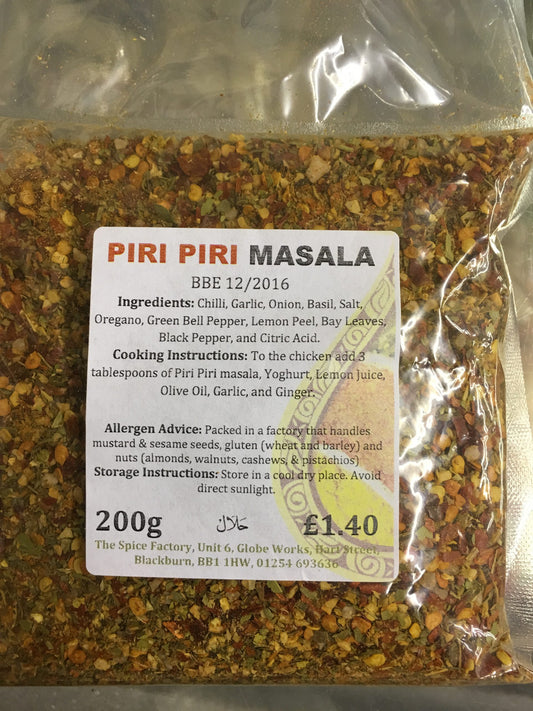 PIRI PIRI MASALA
BBE 12/2016
Ingredients: Chilli, Garlic, Onion, Basil, Salt,
Oregano, Green Bell Pepper, Lemon Peel, Bay Leaves,
Black Pepper, and Citric Acid.
Cooking Instructions: To the chicken add 3
tablespoons of Piri Piri masala, Yoghurt, Lemon juice,
Olive Oil, Garlic, and Ginger.
Allergen Advice: Packed in a factory that handles
mustard & sesame seeds, gluten (wheat and barley) and
nuts (almonds, walnuts, cashews, & pistachios)
Storage Instructions: Store in a cool dry place. Avoid
direct sunlight.
200g حلال £1.40
The Spice Factory, Unit 6, Globe Works, Dart Street,
Blackburn, BB1 1HW, 01254 693636